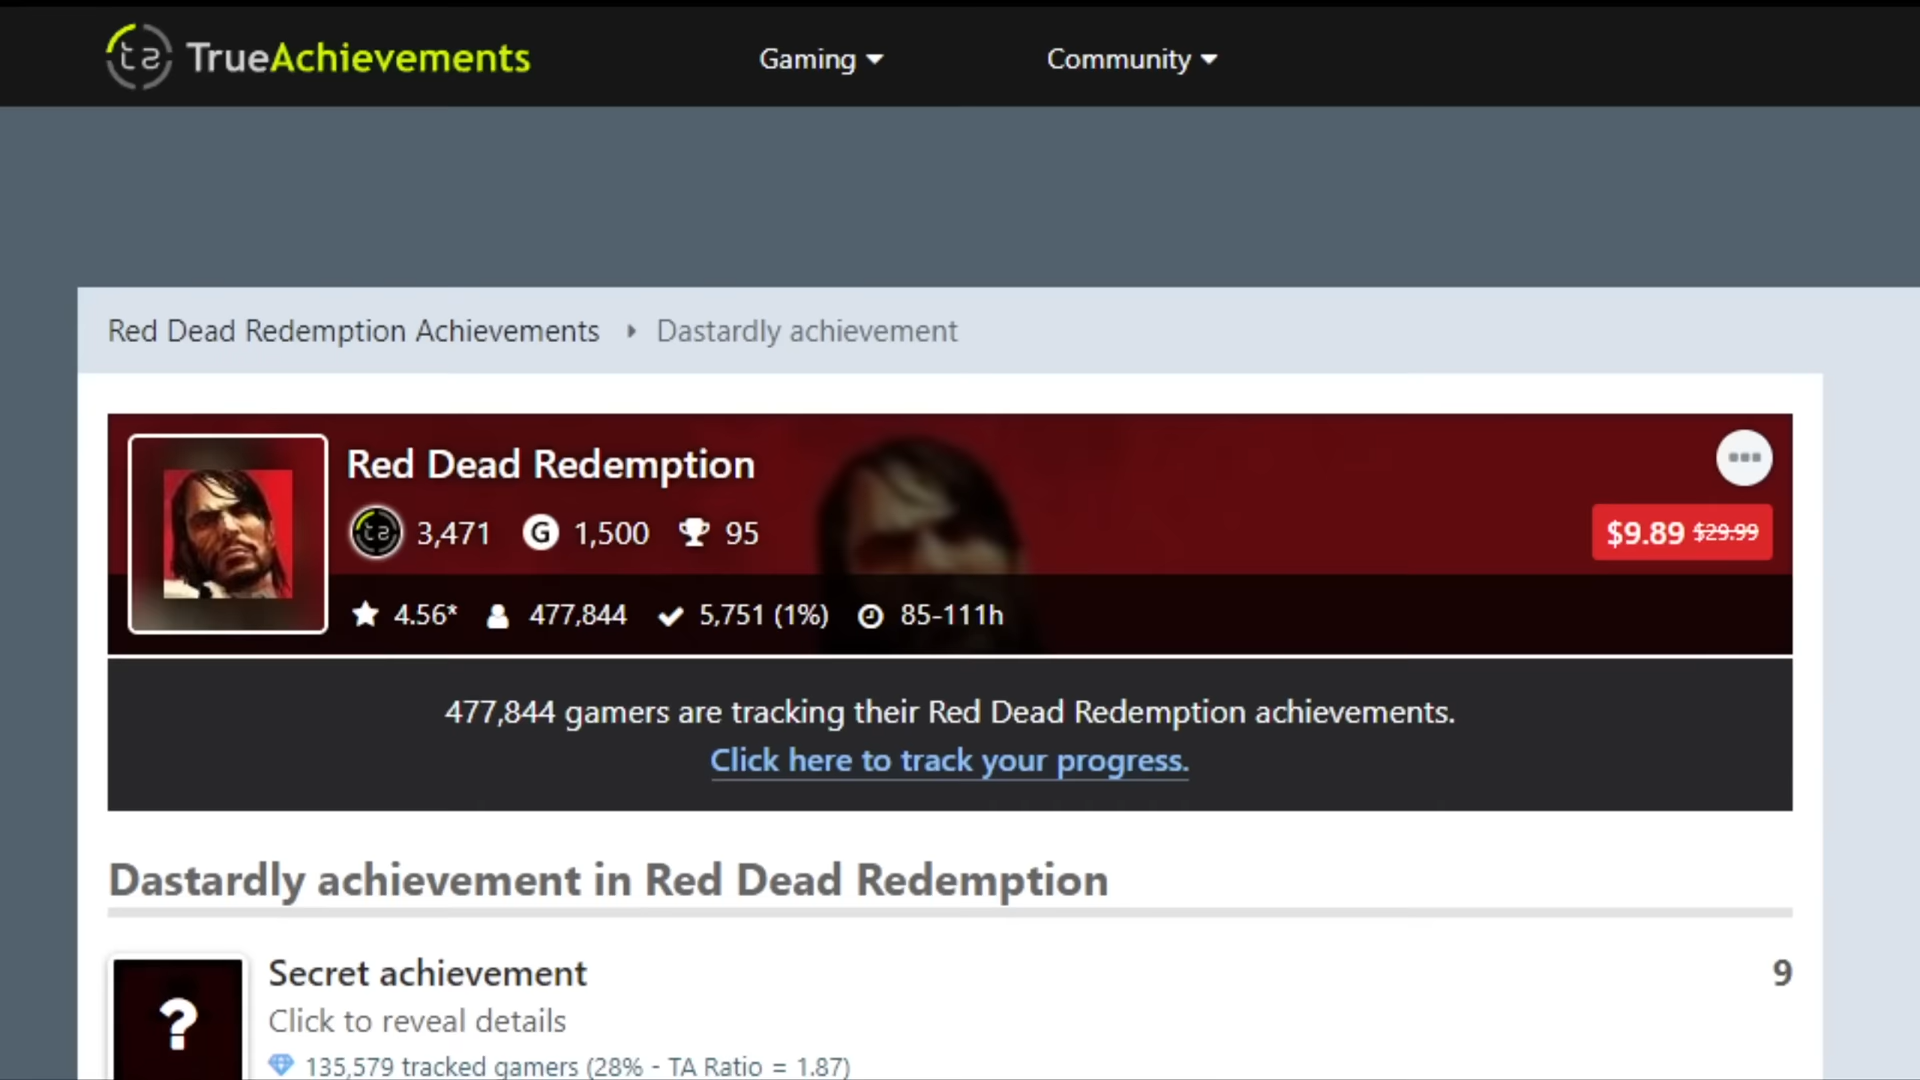 TrueAchievements
Gaming
Community
Red Dead Redemption Achievements
Dastardly achievement
Red Dead Redemption
3,471
G
1,500
95
$9.89 $29.99
4.56*
477,844
5,751 (1%)
85-111h
477,844 gamers are tracking their Red Dead Redemption achievements.
Click here to track your progress.
Dastardly achievement in Red Dead Redemption
?
Secret achievement
9
Click to reveal details
135,579 tracked gamers (28% - TA Ratio = 1.87)